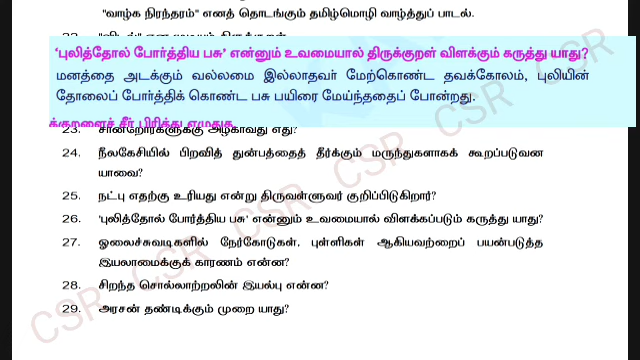 "வாழ்க நிரந்தரம்" எனத் தொடங்கும் தமிழ்மொழி வாழ்த்துப் பாடல்.
'புலித்தோல் போர்த்திய பசு' என்னும் உவமையால் திருக்குறள் விளக்கும் கருத்து யாது?
மனத்தை அடக்கும் வல்லமை இல்லாதவர் மேற்கொண்ட தவக்கோலம், புலியின்
தோலைப் போர்த்திக் கொண்ட பசு பயிரை மேய்ந்ததைப் போன்றது.
23. சான்றோர்களுக்கு அழகாவது எது?
24. நீலகேசியில் பிறவித் துன்பத்தைத் தீர்க்கும் மருந்துகளாகக் கூறப்படுவன
யாவை?
25. நட்பு எதற்கு உரியது என்று திருவள்ளுவர் குறிப்பிடுகிறார்?
26. 'புலித்தோல் போர்த்திய பசு' என்னும் உவமையால் விளக்கப்படும் கருத்து யாது?
27. ஓலைச்சுவடிகளில் நேர்கோடுகள், புள்ளிகள் ஆகியவற்றைப் பயன்படுத்த
இயலாமைக்குக் காரணம் என்ன?
28. சிறந்த சொல்லாற்றலின் இயல்பு என்ன?
29. அரசன் தண்டிக்கும் முறை யாது?
CSR CSR CSR CSR CSR CSR